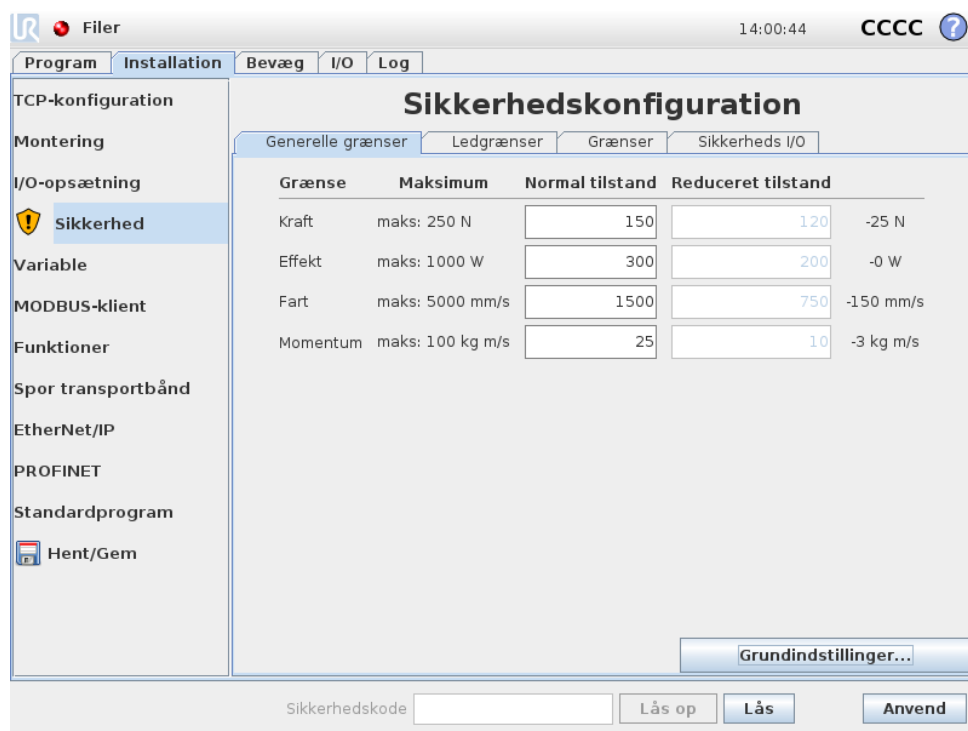 UR Filer 14:00:44 CCCC ?
Program Installation Bevæg I/O Log
TCP-konfiguration
Montering
I/O-opsætning
Sikkerhed
Variable
MODBUS-klient
Funktioner
Spor transportbånd
EtherNet/IP
PROFINET
Standardprogram
Hent/Gem
Sikkerhedskonfiguration
Generelle grænser Ledgrænser Grænser Sikkerheds I/O
Grænse Maksimum Normal tilstand Reduceret tilstand
Kraft maks: 250 N 150 120 -25 N
Effekt maks: 1000 W 300 200 -0 W
Fart maks: 5000 mm/s 1500 750 -150 mm/s
Momentum maks: 100 kg m/s 25 10 -3 kg m/s
Grundindstillinger...
Sikkerhedskode Lås op Lås Anvend